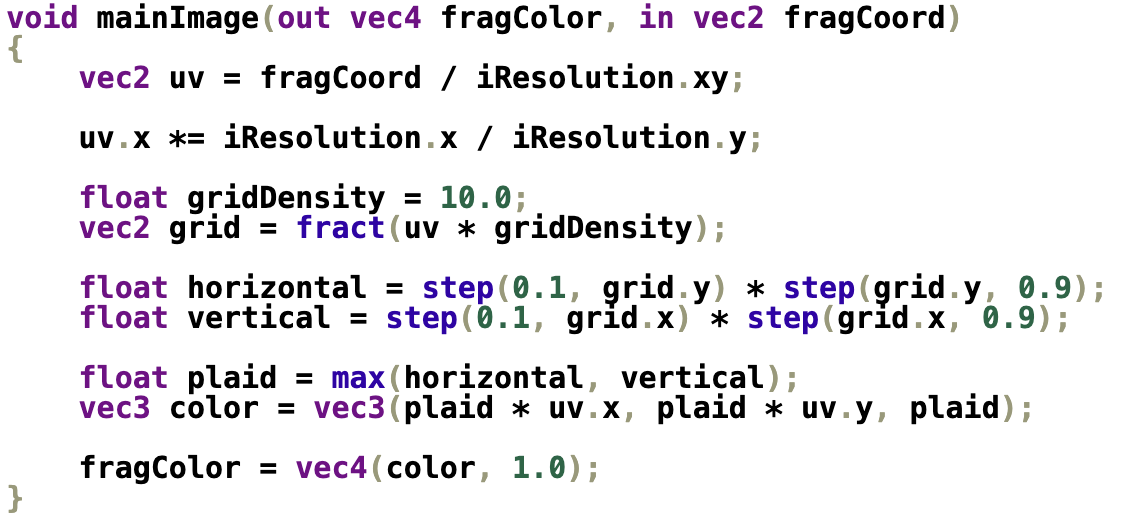 void mainImage(out vec4 fragColor, in vec2 fragCoord)
{
    vec2 uv = fragCoord / iResolution.xy;

    uv.x *= iResolution.x / iResolution.y;

    float gridDensity = 10.0;
    vec2 grid = fract(uv * gridDensity);

    float horizontal = step(0.1, grid.y) * step(grid.y, 0.9);
    float vertical = step(0.1, grid.x) * step(grid.x, 0.9);

    float plaid = max(horizontal, vertical);
    vec3 color = vec3(plaid * uv.x, plaid * uv.y, plaid);

    fragColor = vec4(color, 1.0);
}